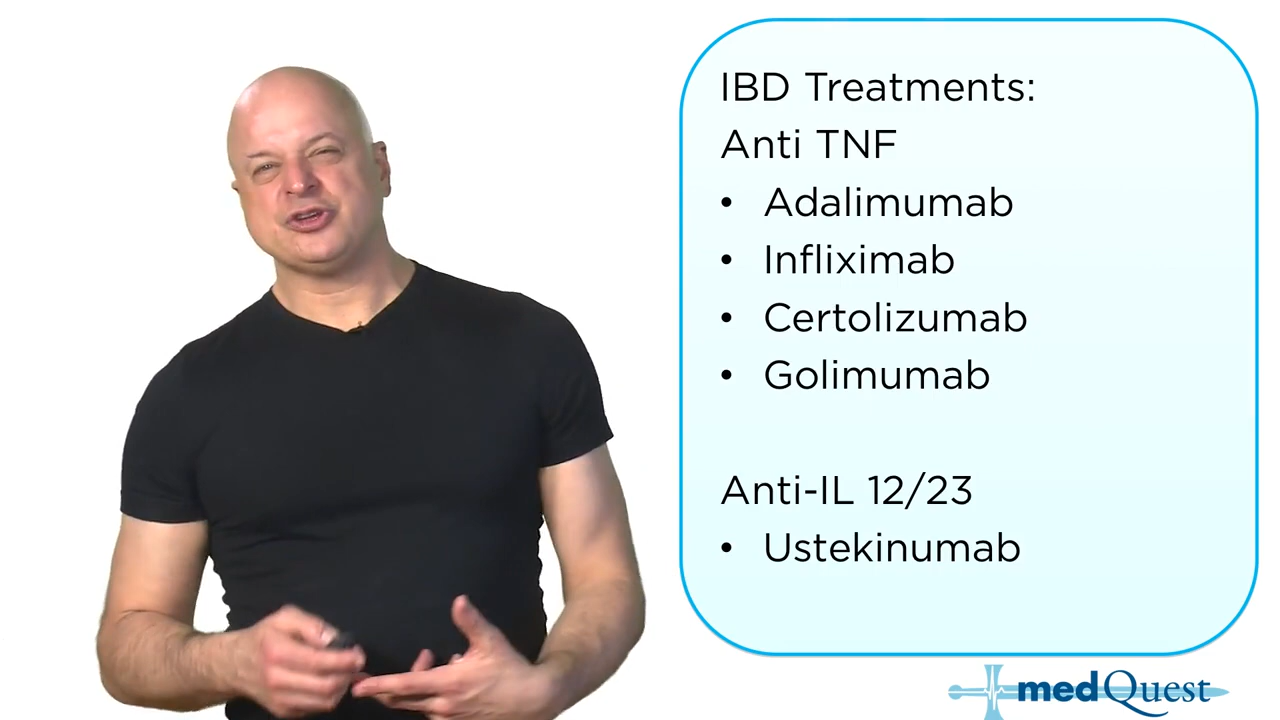 IBD Treatments:
Anti TNF
• Adalimumab
• Infliximab
• Certolizumab
• Golimumab
Anti-IL 12/23
• Ustekinumab
medQuest